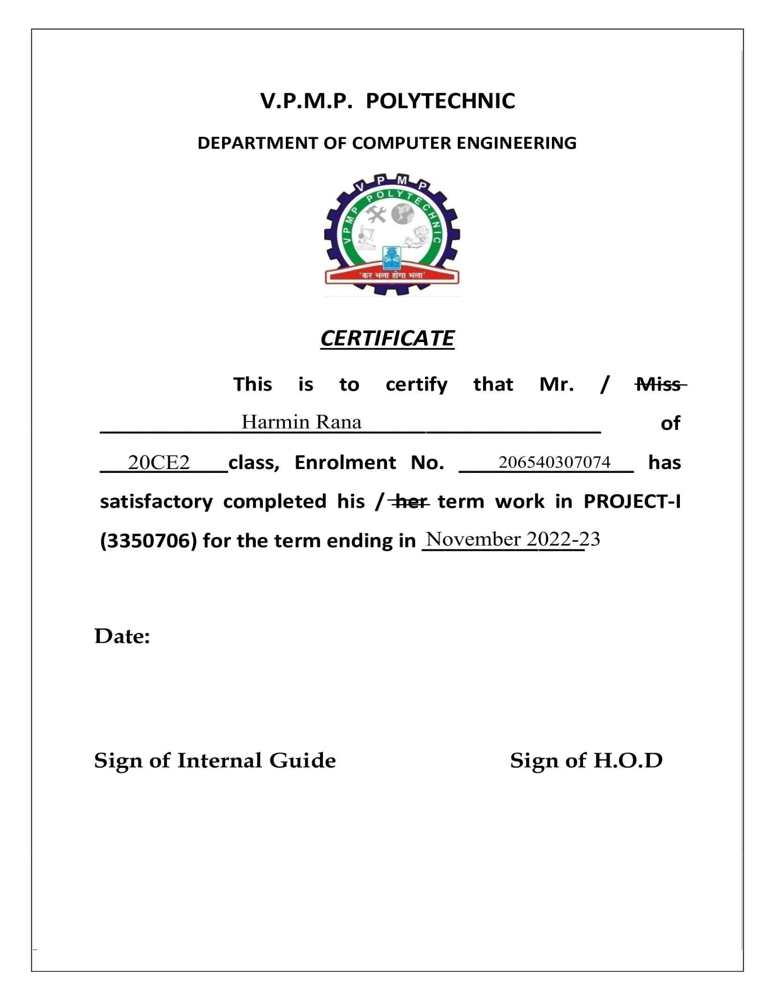 V.P.M.P. POLYTECHNIC
DEPARTMENT OF COMPUTER ENGINEERING
V P M P
VPMP POLYTECHNIC
'कर भला होगा भला'
CERTIFICATE
This is to certify that Mr. / Miss
Harmin Rana of
20CE2 class, Enrolment No. 206540307074 has
satisfactory completed his / her term work in PROJECT-I
(3350706) for the term ending in November 2022-23
Date:
Sign of Internal Guide Sign of H.O.D